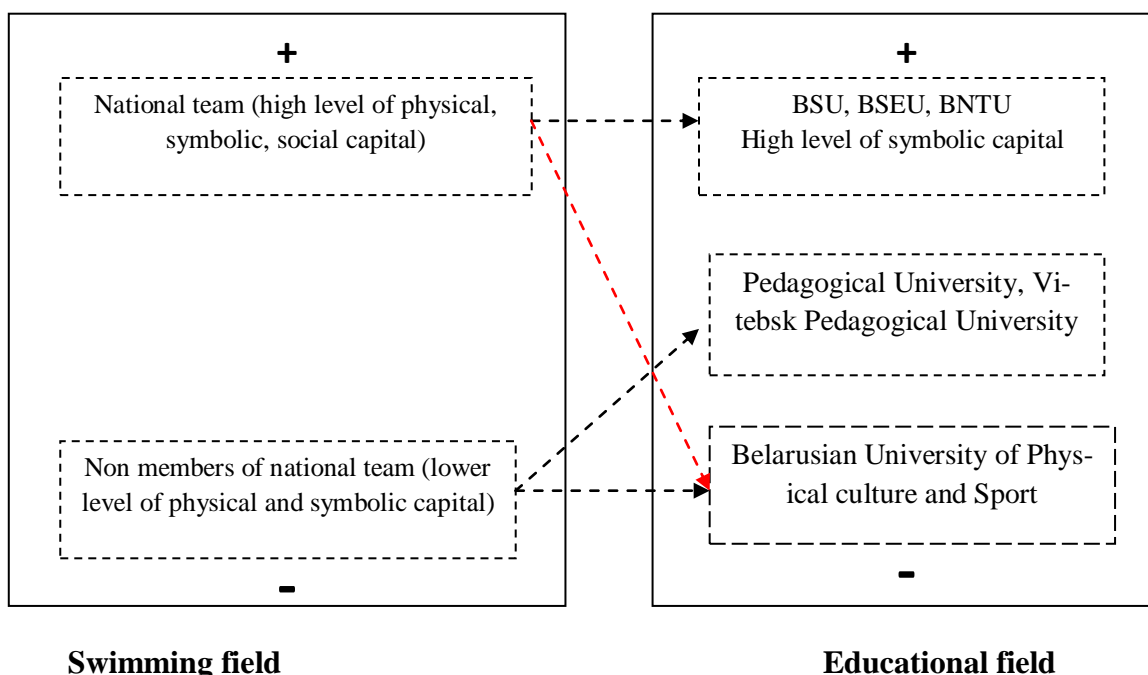 +
National team (high level of physical,
symbolic, social capital)
Non members of national team (lower
level of physical and symbolic capital)
-
Swimming field
+
BSU, BSEU, BNTU
High level of symbolic capital
Pedagogical University, Vi-
tebsk Pedagogical University
Belarusian University of Phys-
ical culture and Sport
-
Educational field